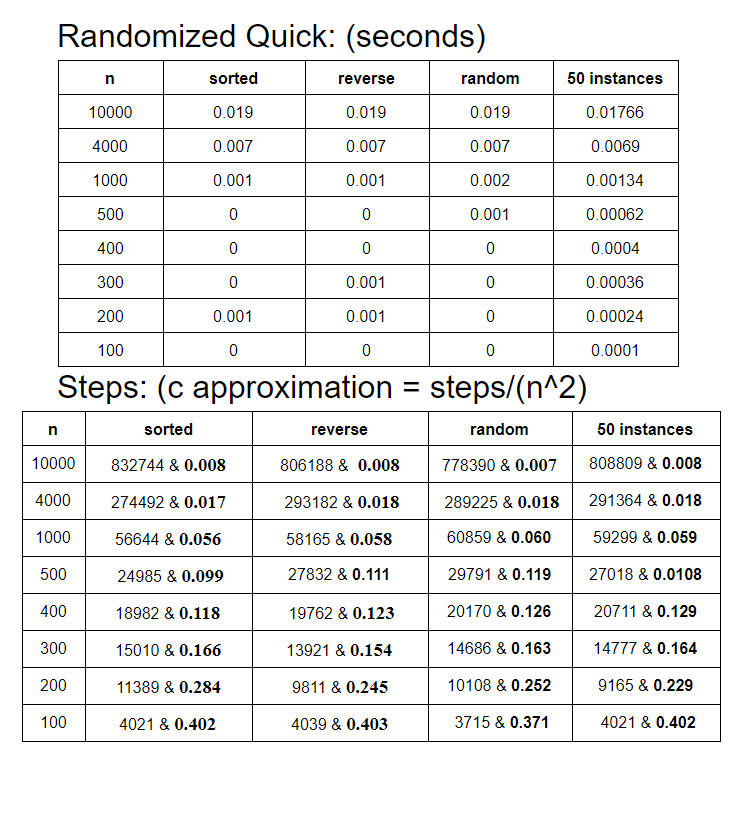 Randomized Quick: (seconds)
n sorted reverse random 50 instances
10000 0.019 0.019 0.019 0.01766
4000 0.007 0.007 0.007 0.0069
1000 0.001 0.001 0.002 0.00134
500 0 0 0.001 0.00062
400 0 0 0 0.0004
300 0 0.001 0 0.00036
200 0.001 0.001 0 0.00024
100 0 0 0 0.0001
Steps: (c approximation = steps/(n^2)
n sorted reverse random 50 instances
10000 832744 & 0.008 806188 & 0.008 778390 & 0.007 808809 & 0.008
4000 274492 & 0.017 293182 & 0.018 289225 & 0.018 291364 & 0.018
1000 56644 & 0.056 58165 & 0.058 60859 & 0.060 59299 & 0.059
500 24985 & 0.099 27832 & 0.111 29791 & 0.119 27018 & 0.0108
400 18982 & 0.118 19762 & 0.123 20170 & 0.126 20711 & 0.129
300 15010 & 0.166 13921 & 0.154 14686 & 0.163 14777 & 0.164
200 11389 & 0.284 9811 & 0.245 10108 & 0.252 9165 & 0.229
100 4021 & 0.402 4039 & 0.403 3715 & 0.371 4021 & 0.402